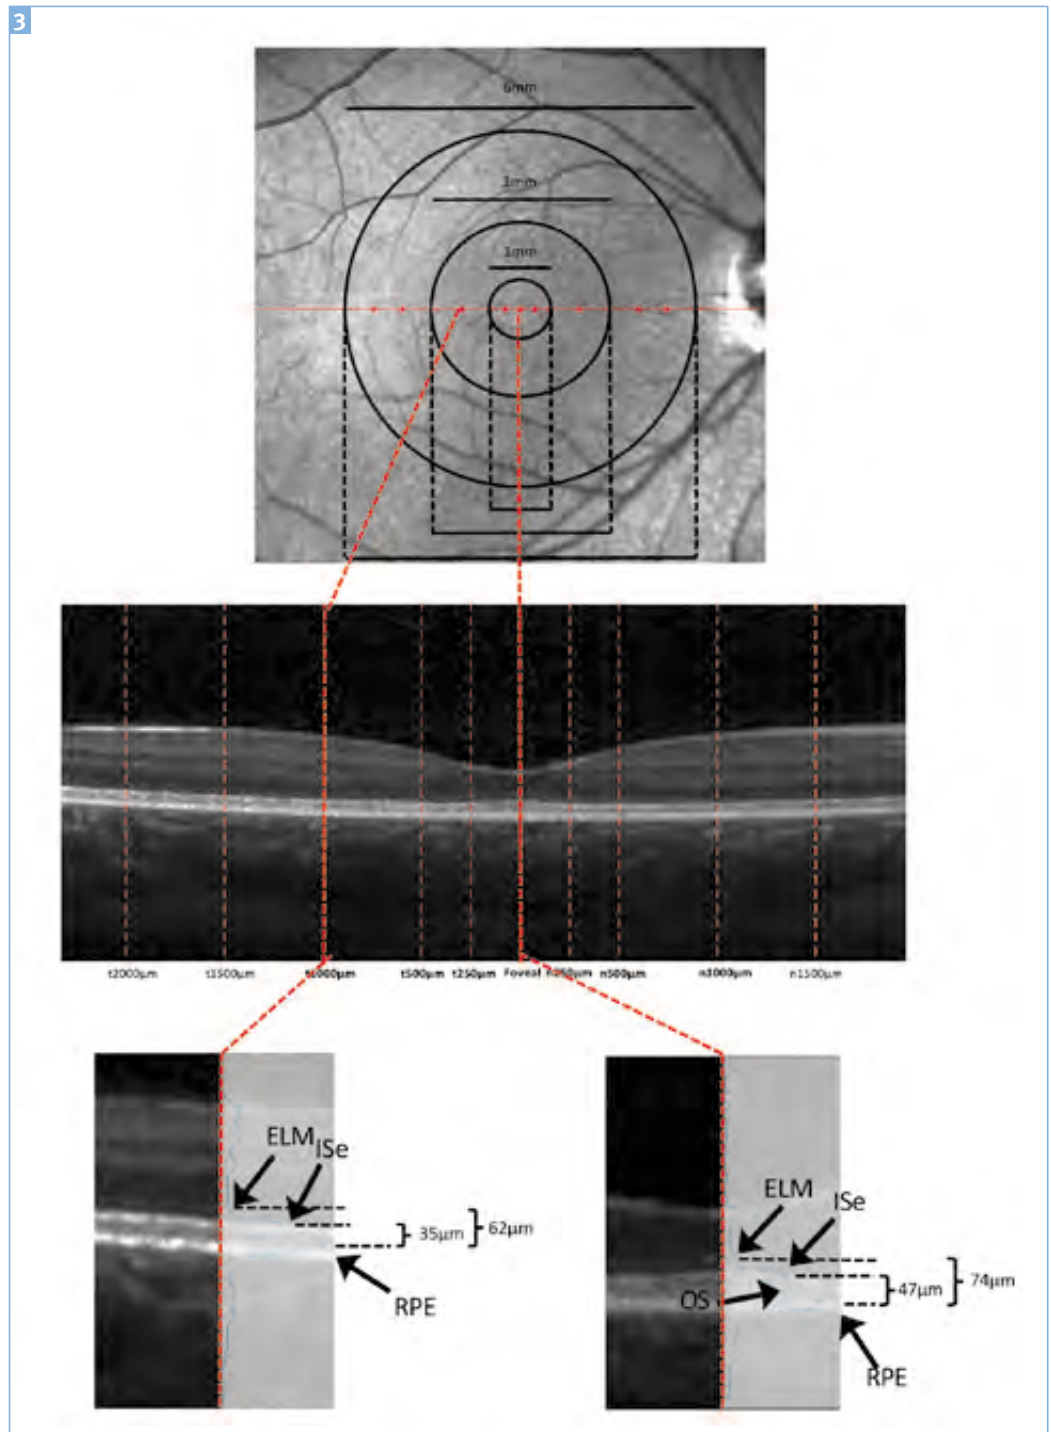 3
6mm
3mm
1mm
t2000µm t1500µm t1000µm t500µm t250µm Foveal n250µm n500µm n1000µm n1500µm
ELM ISe
35µm 62µm
RPE
ELM
ISe
OS
47µm 74µm
RPE